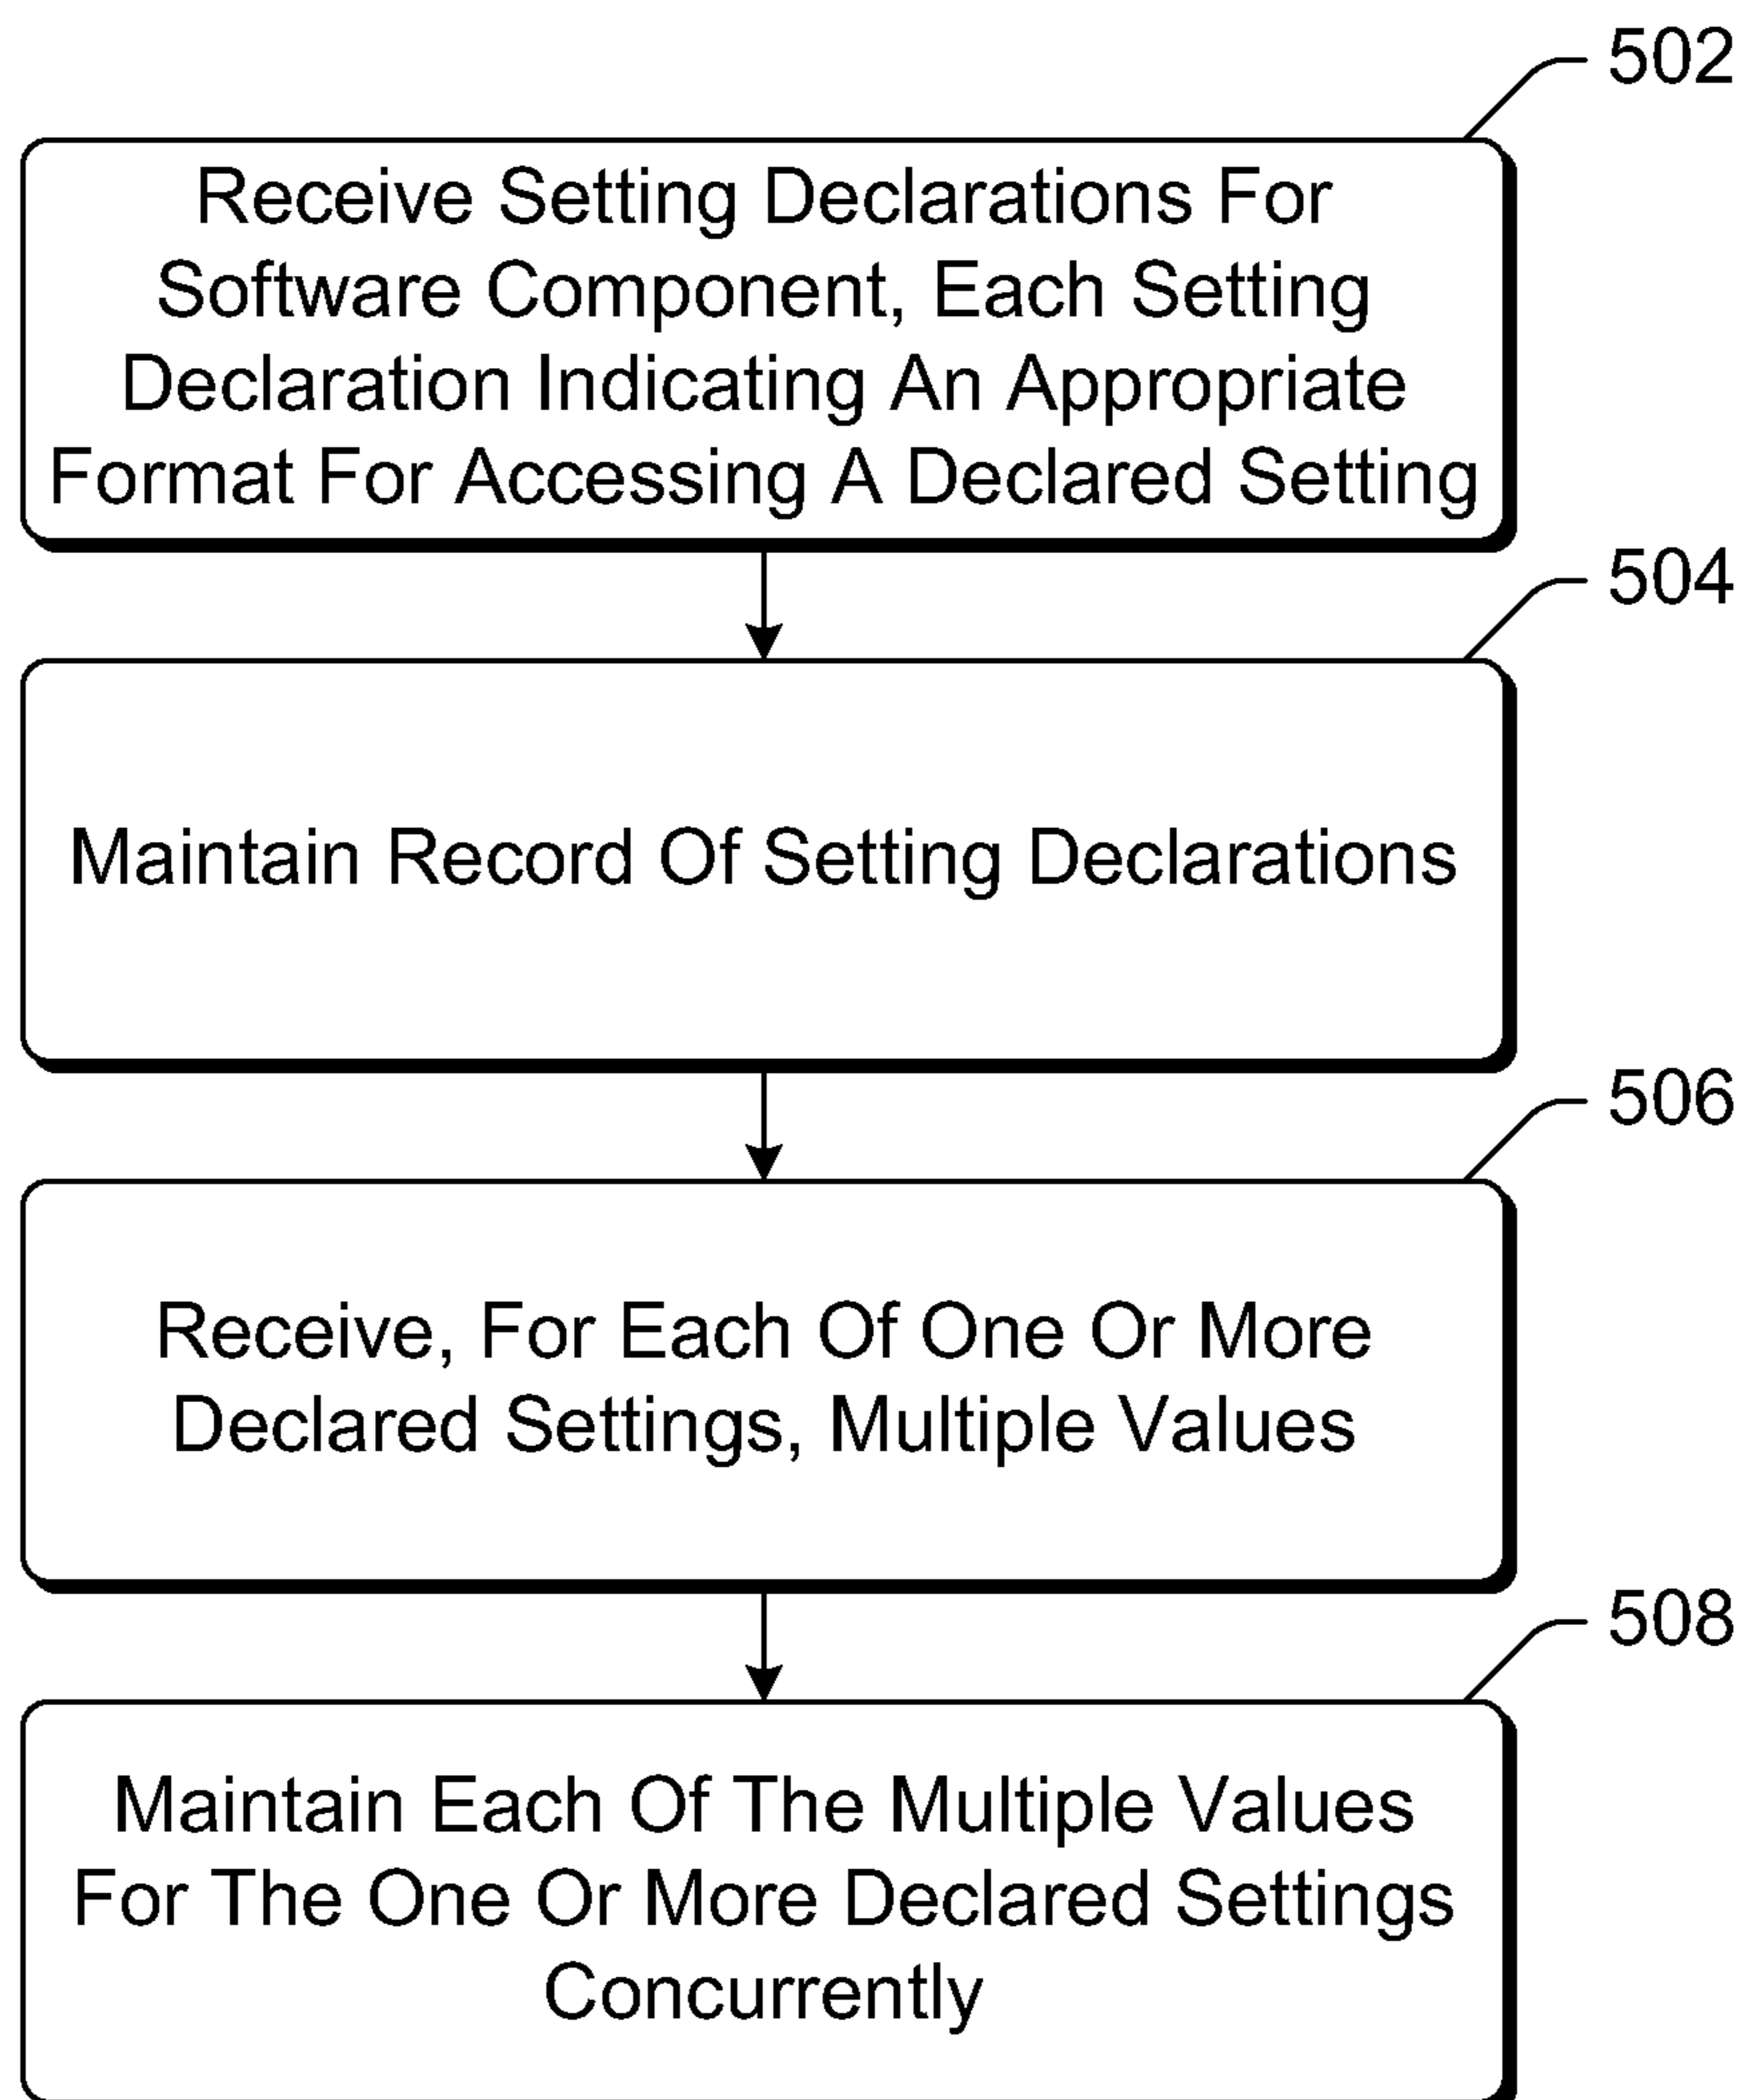 502
Receive Setting Declarations For
Software Component, Each Setting
Declaration Indicating An Appropriate
Format For Accessing A Declared Setting
504
Maintain Record Of Setting Declarations
506
Receive, For Each Of One Or More
Declared Settings, Multiple Values
508
Maintain Each Of The Multiple Values
For The One Or More Declared Settings
Concurrently